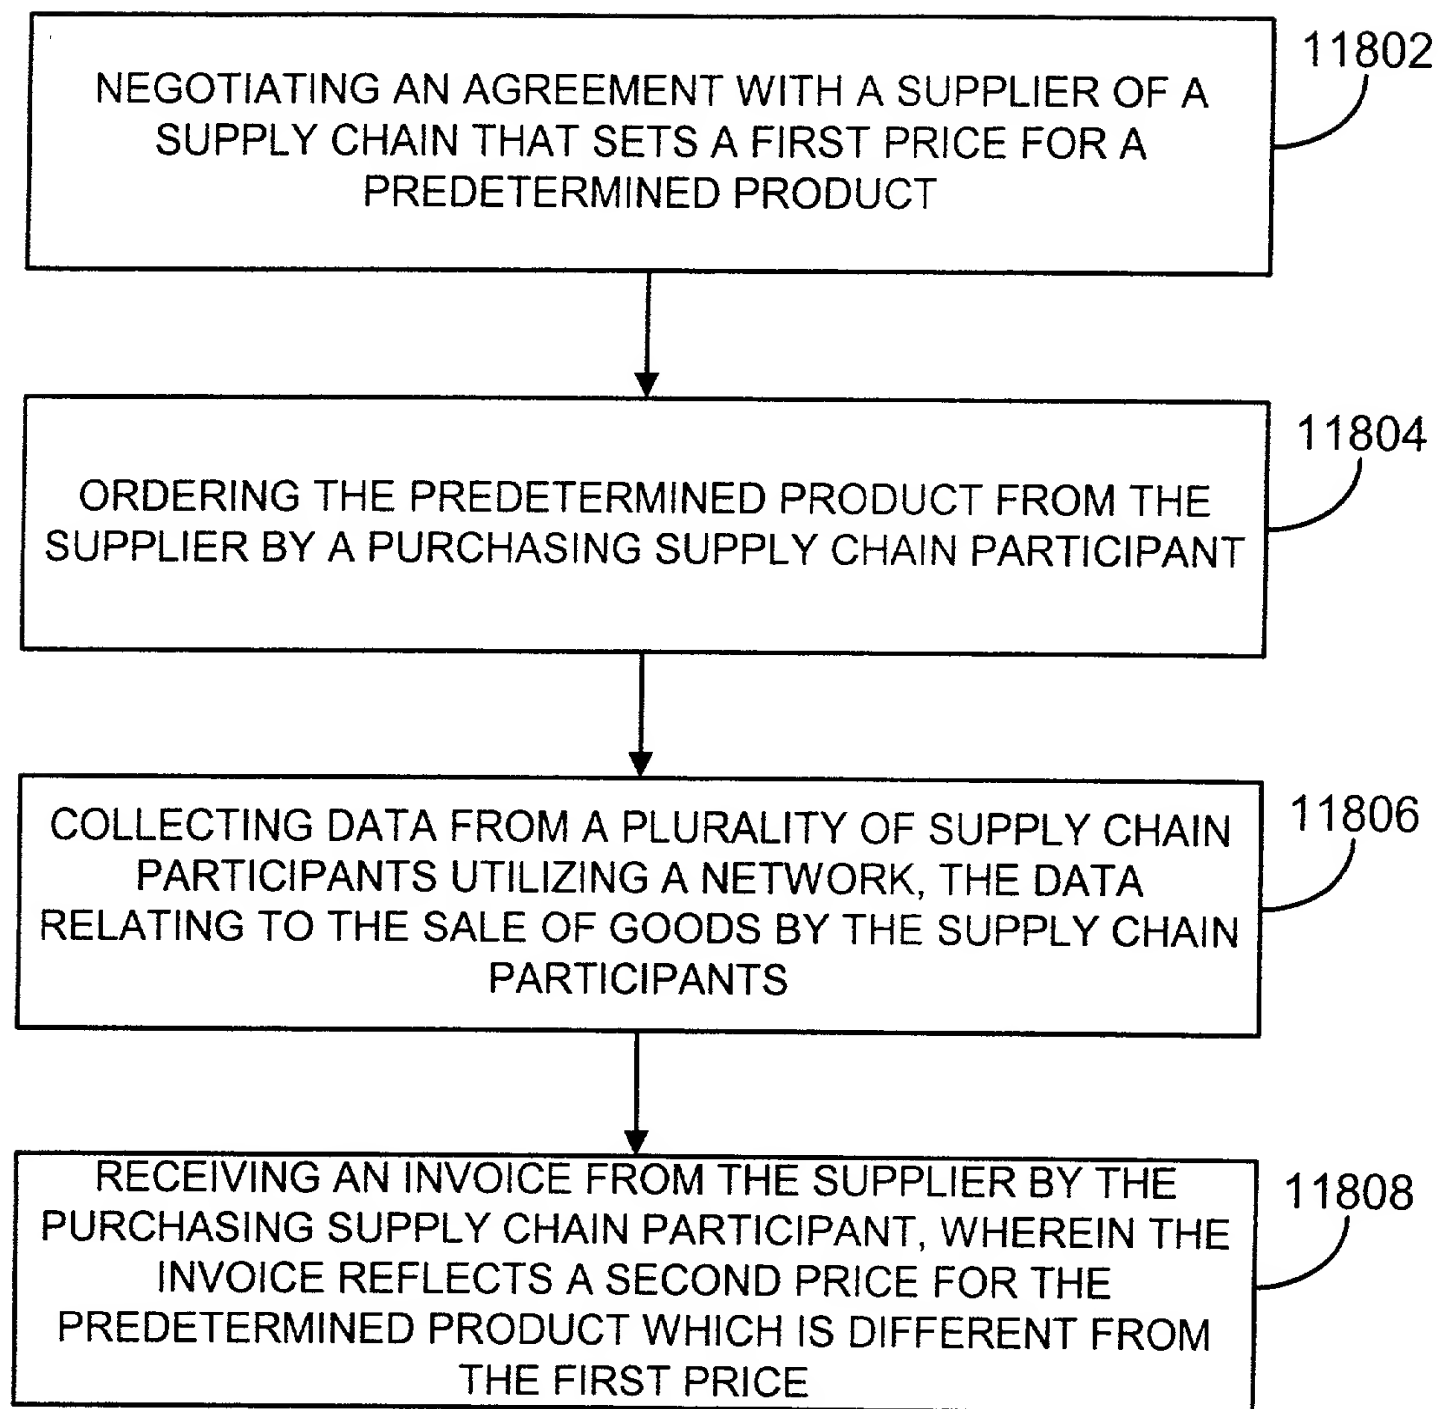 11802
NEGOTIATING AN AGREEMENT WITH A SUPPLIER OF A
SUPPLY CHAIN THAT SETS A FIRST PRICE FOR A
PREDETERMINED PRODUCT
11804
ORDERING THE PREDETERMINED PRODUCT FROM THE
SUPPLIER BY A PURCHASING SUPPLY CHAIN PARTICIPANT
11806
COLLECTING DATA FROM A PLURALITY OF SUPPLY CHAIN
PARTICIPANTS UTILIZING A NETWORK, THE DATA
RELATING TO THE SALE OF GOODS BY THE SUPPLY CHAIN
PARTICIPANTS
11808
RECEIVING AN INVOICE FROM THE SUPPLIER BY THE
PURCHASING SUPPLY CHAIN PARTICIPANT, WHEREIN THE
INVOICE REFLECTS A SECOND PRICE FOR THE
PREDETERMINED PRODUCT WHICH IS DIFFERENT FROM
THE FIRST PRICE